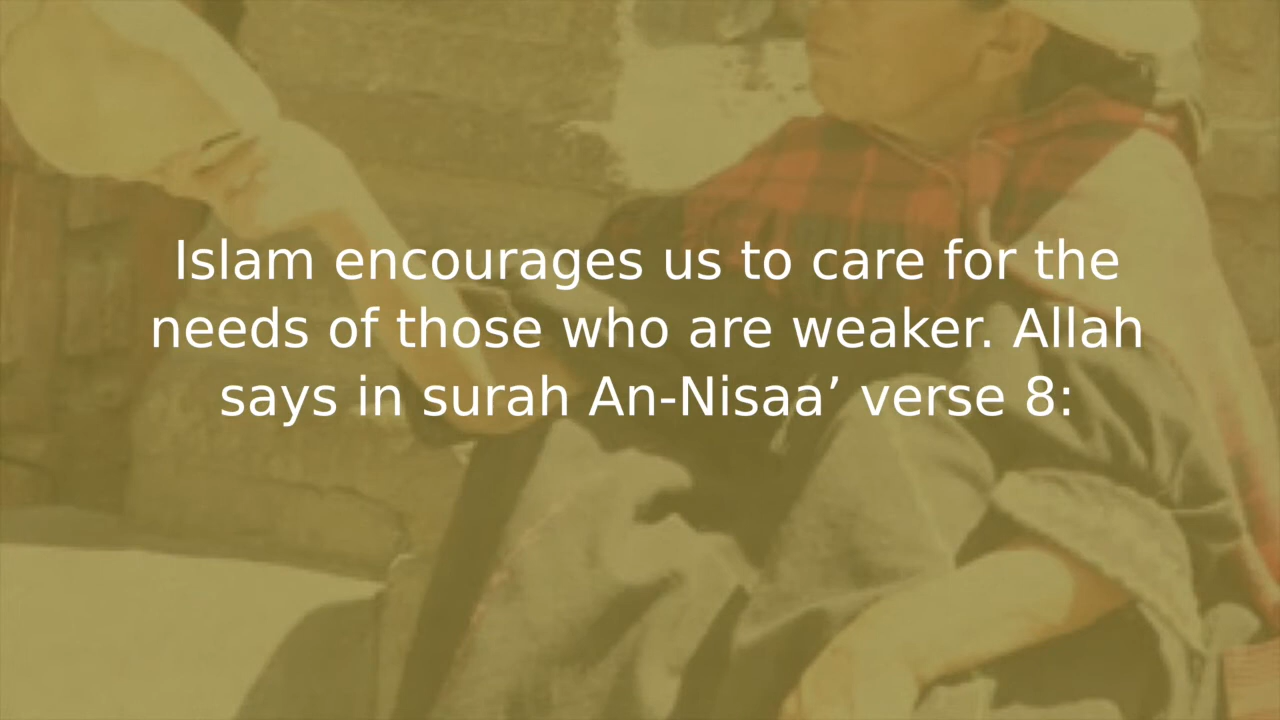 Islam encourages us to care for the
needs of those who are weaker. Allah
says in surah An-Nisaa’ verse 8: